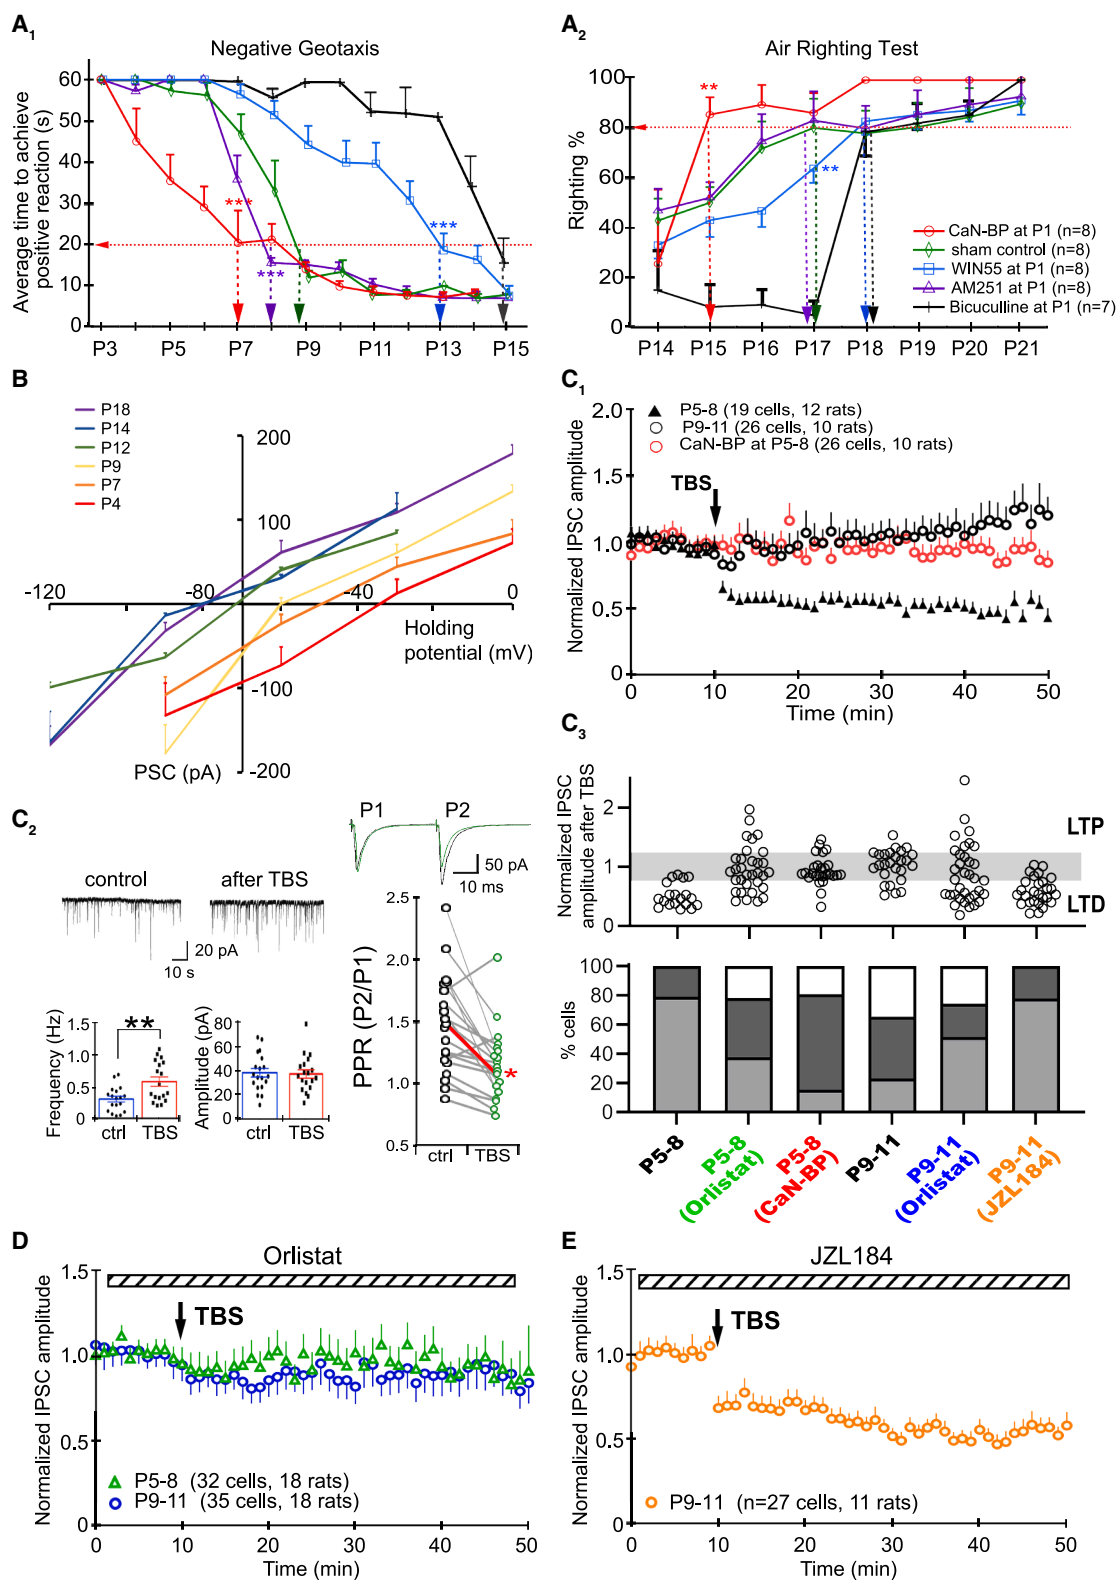 A1
Negative Geotaxis
Average time to achieve
positive reaction (s)
60
50
40
30
20
10
0
***
***
***
P3
P5
P7
P9
P11
P13
P15
A2
Air Righting Test
Righting %
100
80
60
40
20
0
**
**
CaN-BP at P1 (n=8)
sham control (n=8)
WIN55 at P1 (n=8)
AM251 at P1 (n=8)
Bicuculline at P1 (n=7)
P14
P15
P16
P17
P18
P19
P20
P21
B
P18
P14
P12
P9
P7
P4
200
100
-100
-200
-120
-80
-40
0
Holding
potential (mV)
PSC (pA)
C1
Normalized IPSC amplitude
2.0
1.5
1.0
0.5
0
P5-8 (19 cells, 12 rats)
P9-11 (26 cells, 10 rats)
CaN-BP at P5-8 (26 cells, 10 rats)
TBS
0
10
20
30
40
50
Time (min)
C2
control
after TBS
20 pA
10 s
Frequency (Hz)
1.5
1.0
0.5
0
**
ctrl
TBS
Amplitude (pA)
80
60
40
20
0
ctrl
TBS
P1
P2
50 pA
10 ms
PPR (P2/P1)
2.5
2.0
1.5
1.0
0.5
*
ctrl
TBS
C3
Normalized IPSC
amplitude after TBS
2
1
0
LTP
LTD
% cells
100
80
60
40
20
0
P5-8
P5-8
(Orlistat)
P5-8
(CaN-BP)
P9-11
P9-11
(Orlistat)
P9-11
(JZL184)
D
Orlistat
Normalized IPSC amplitude
1.5
1.0
0.5
0
TBS
P5-8 (32 cells, 18 rats)
P9-11 (35 cells, 18 rats)
0
10
20
30
40
50
Time (min)
E
JZL184
Normalized IPSC amplitude
1.5
1.0
0.5
0
TBS
P9-11 (n=27 cells, 11 rats)
0
10
20
30
40
50
Time (min)